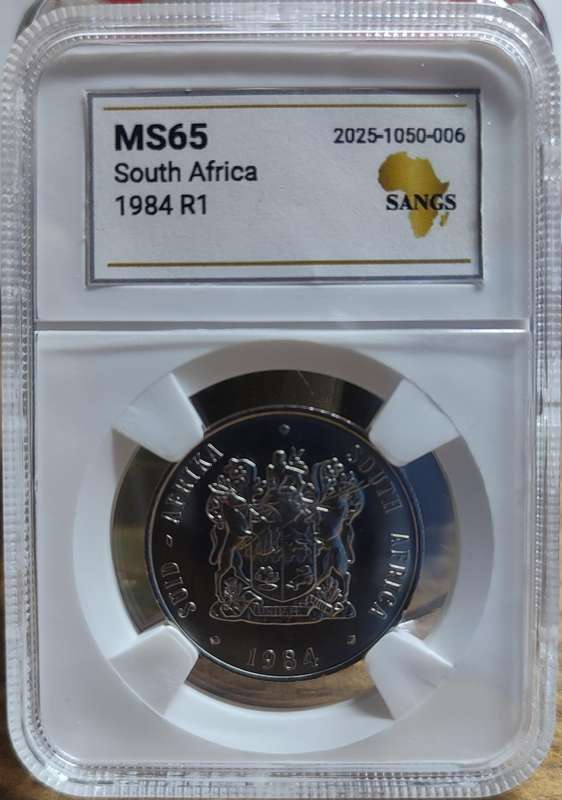 MS65
2025-1050-006
South Africa
1984 R1
SANGS
SUID - AFRIKA
SOUTH AFRICA
1984